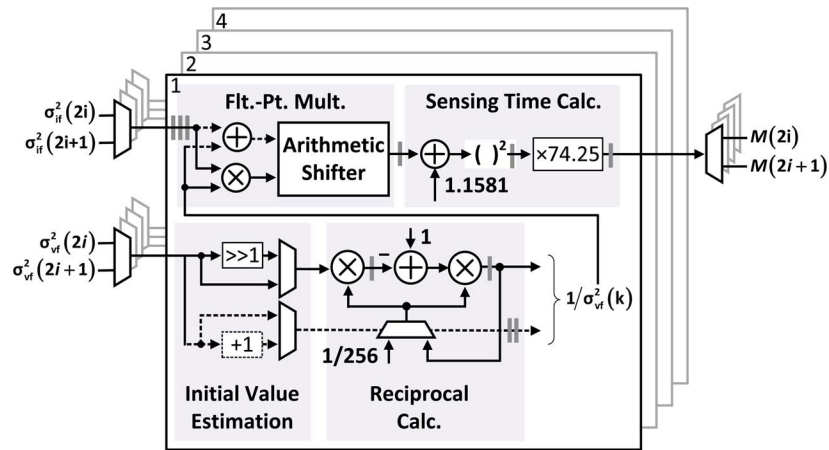 4
3
2
1
Flt.-Pt. Mult.
Sensing Time Calc.
σ²if(2i)
σ²if(2i+1)
Arithmetic
Shifter
( )²
×74.25
1.1581
M(2i)
M(2i+1)
σ²vf(2i)
σ²vf(2i+1)
>>1
+1
1
−
1/256
1/σ²vf(k)
Initial Value
Estimation
Reciprocal
Calc.